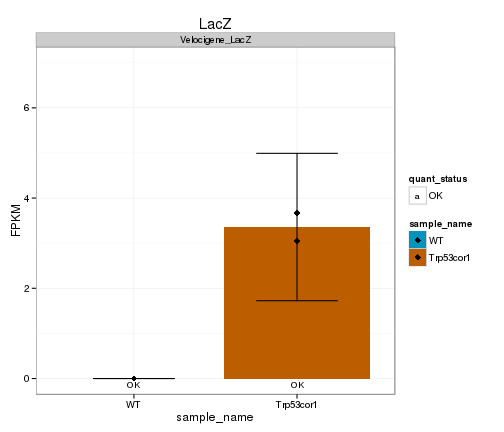 LacZ
Velocigene_LacZ
FPKM
6
4
2
0
OK
OK
WT
Trp53cor1
sample_name
quant_status
a OK
sample_name
WT
Trp53cor1